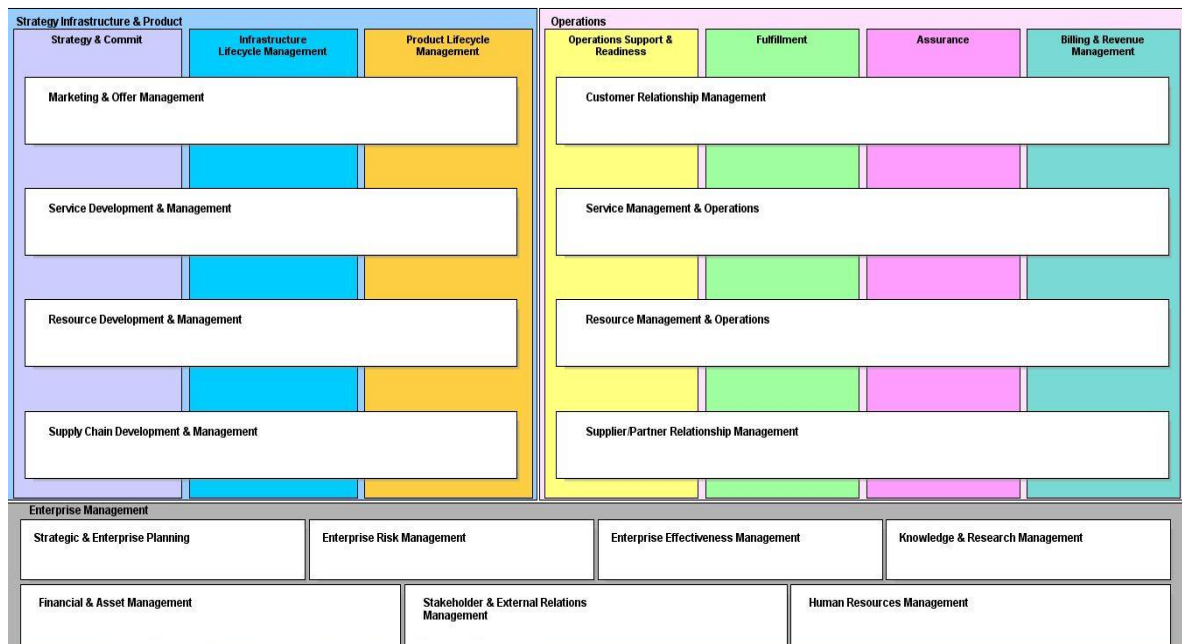 Strategy Infrastructure & Product
Strategy & Commit
Infrastructure
Lifecycle Management
Product Lifecycle
Management
Marketing & Offer Management
Service Development & Management
Resource Development & Management
Supply Chain Development & Management
Operations
Operations Support &
Readiness
Fulfillment
Assurance
Billing & Revenue
Management
Customer Relationship Management
Service Management & Operations
Resource Management & Operations
Supplier/Partner Relationship Management
Enterprise Management
Strategic & Enterprise Planning
Enterprise Risk Management
Enterprise Effectiveness Management
Knowledge & Research Management
Financial & Asset Management
Stakeholder & External Relations
Management
Human Resources Management